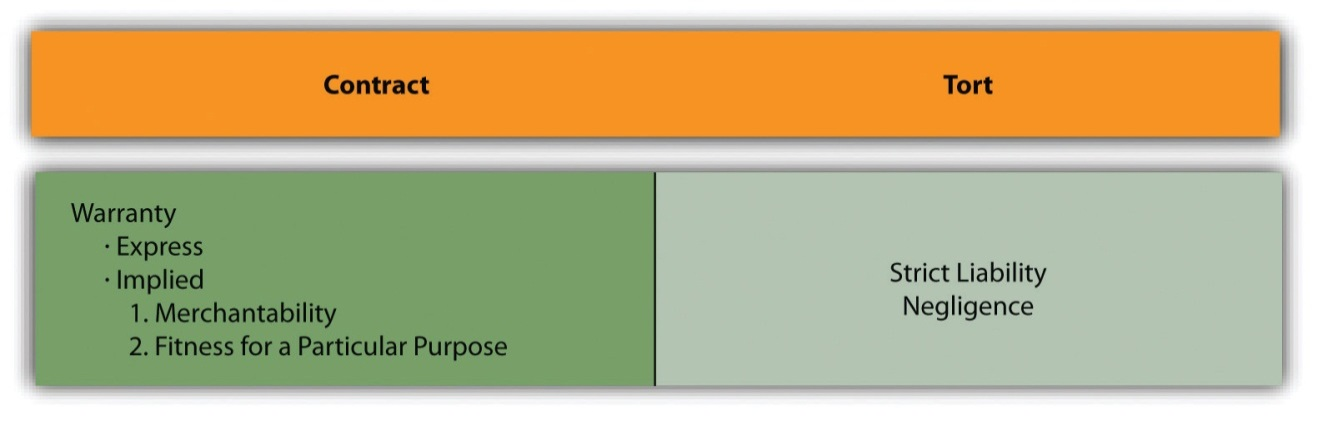 Contract
Tort
Warranty
· Express
· Implied
1. Merchantability
2. Fitness for a Particular Purpose
Strict Liability
Negligence